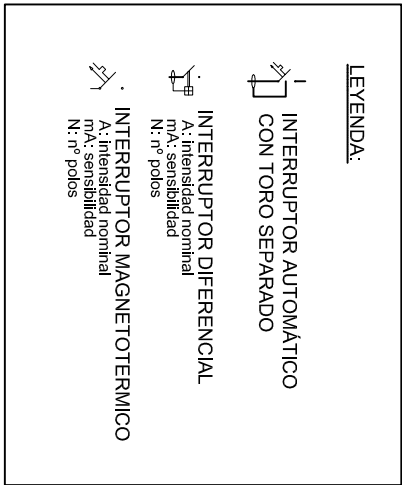 LEYENDA:
INTERRUPTOR AUTOMÁTICO
CON TORO SEPARADO
INTERRUPTOR DIFERENCIAL
A: intensidad nominal
mA: sensibilidad
N: nº polos
INTERRUPTOR MAGNETOTERMICO
A: intensidad nominal
mA: sensibilidad
N: nº polos